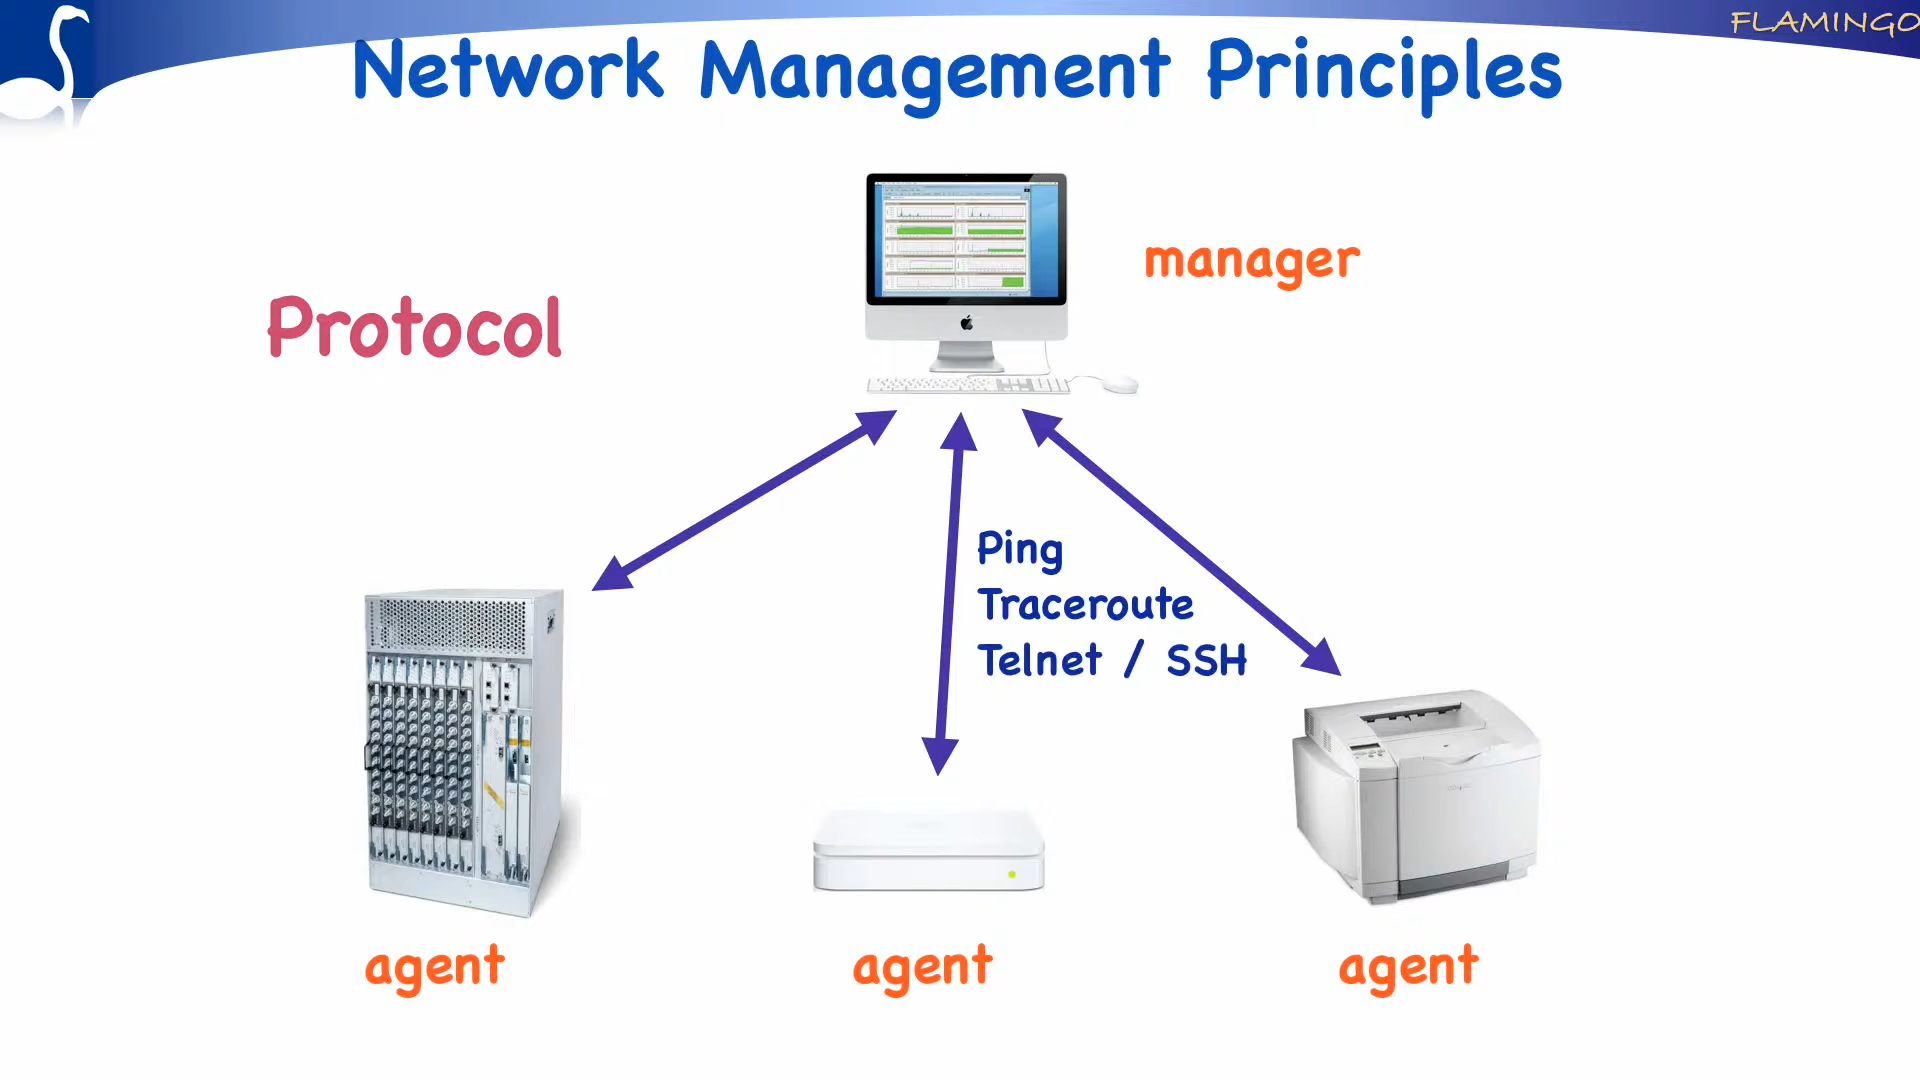 FLAMINGO
Network Management Principles
manager
Protocol
Ping
Traceroute
Telnet / SSH
agent
agent
agent